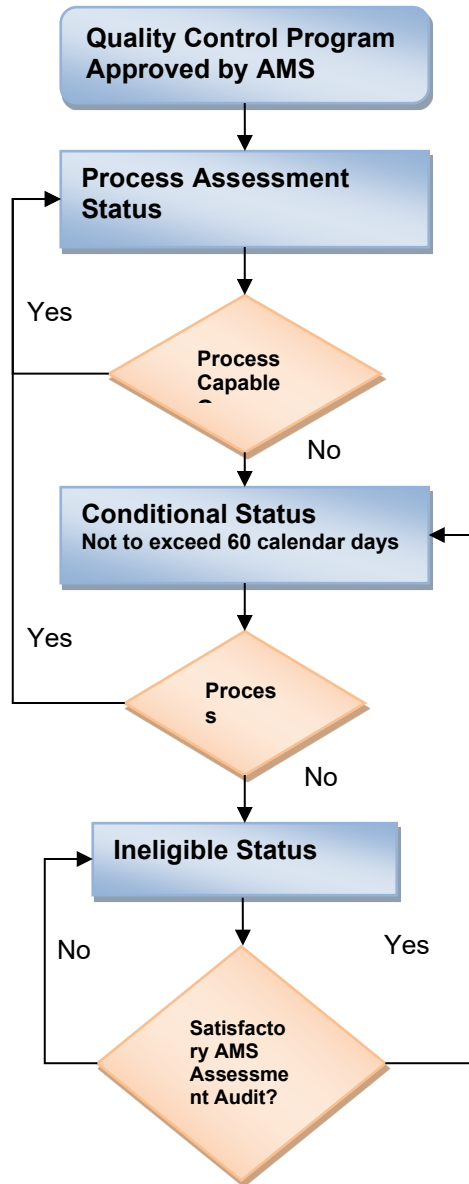 Quality Control Program
Approved by AMS
Process Assessment
Status
Yes
Process
Capable
No
Conditional Status
Not to exceed 60 calendar days
Yes
Proces
s
No
Ineligible Status
No
Yes
Satisfacto
ry AMS
Assessme
nt Audit?